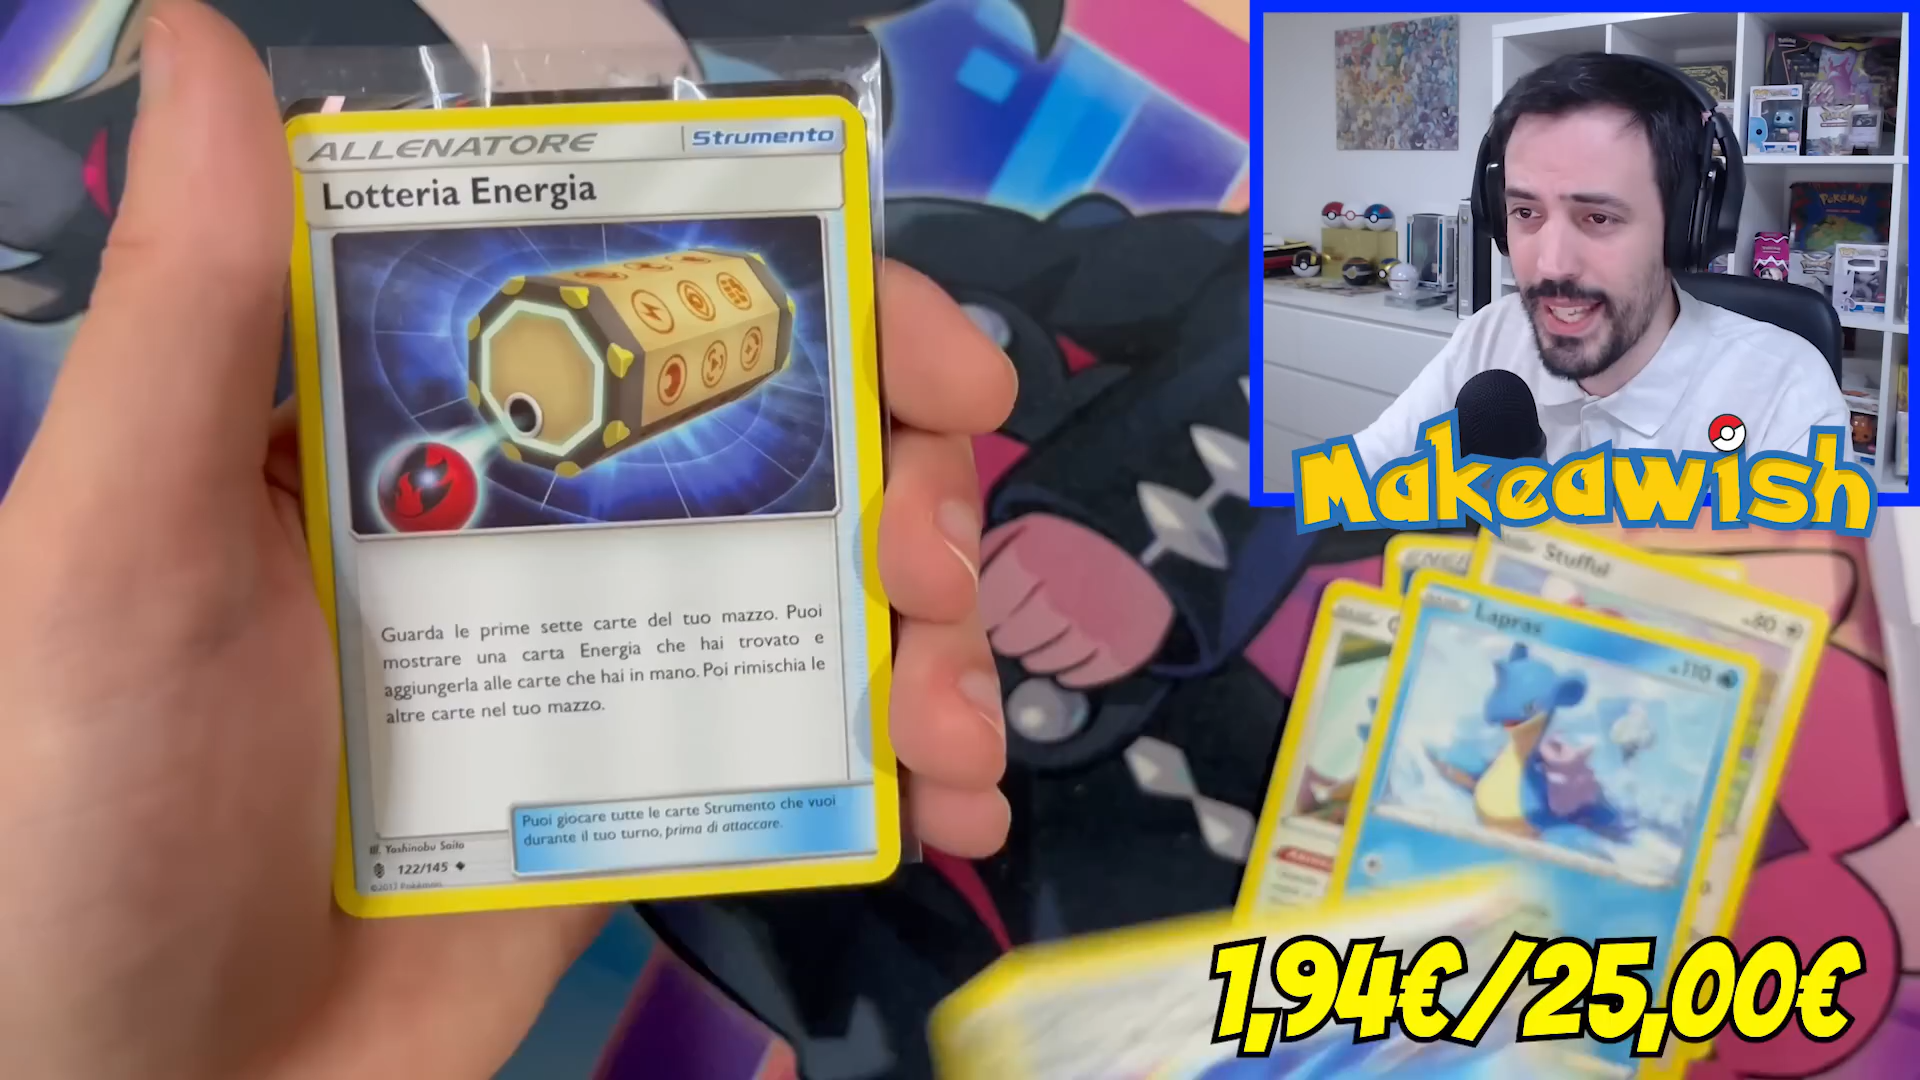 ALLENATORE
Strumento
Lotteria Energia
Guarda le prime sette carte del tuo mazzo. Puoi
mostrare una carta Energia che hai trovato e
aggiungerla alle carte che hai in mano. Poi rimischia le
altre carte nel tuo mazzo.
Puoi giocare tutte le carte Strumento che vuoi
durante il tuo turno, prima di attaccare.
Ill. Yoshinobu Saito
122/145
©2017 Pokémon
Pokémon
Makeawish
Stufful
Lapras
110
1,94€/25,00€